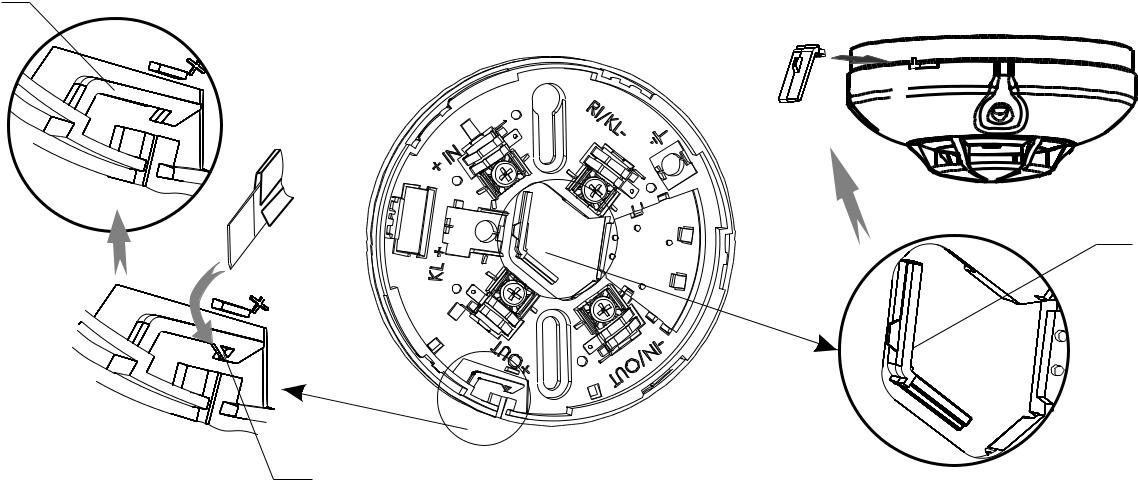 RI/KL-
+ IN
KL +
+OUT
-IN/OUT